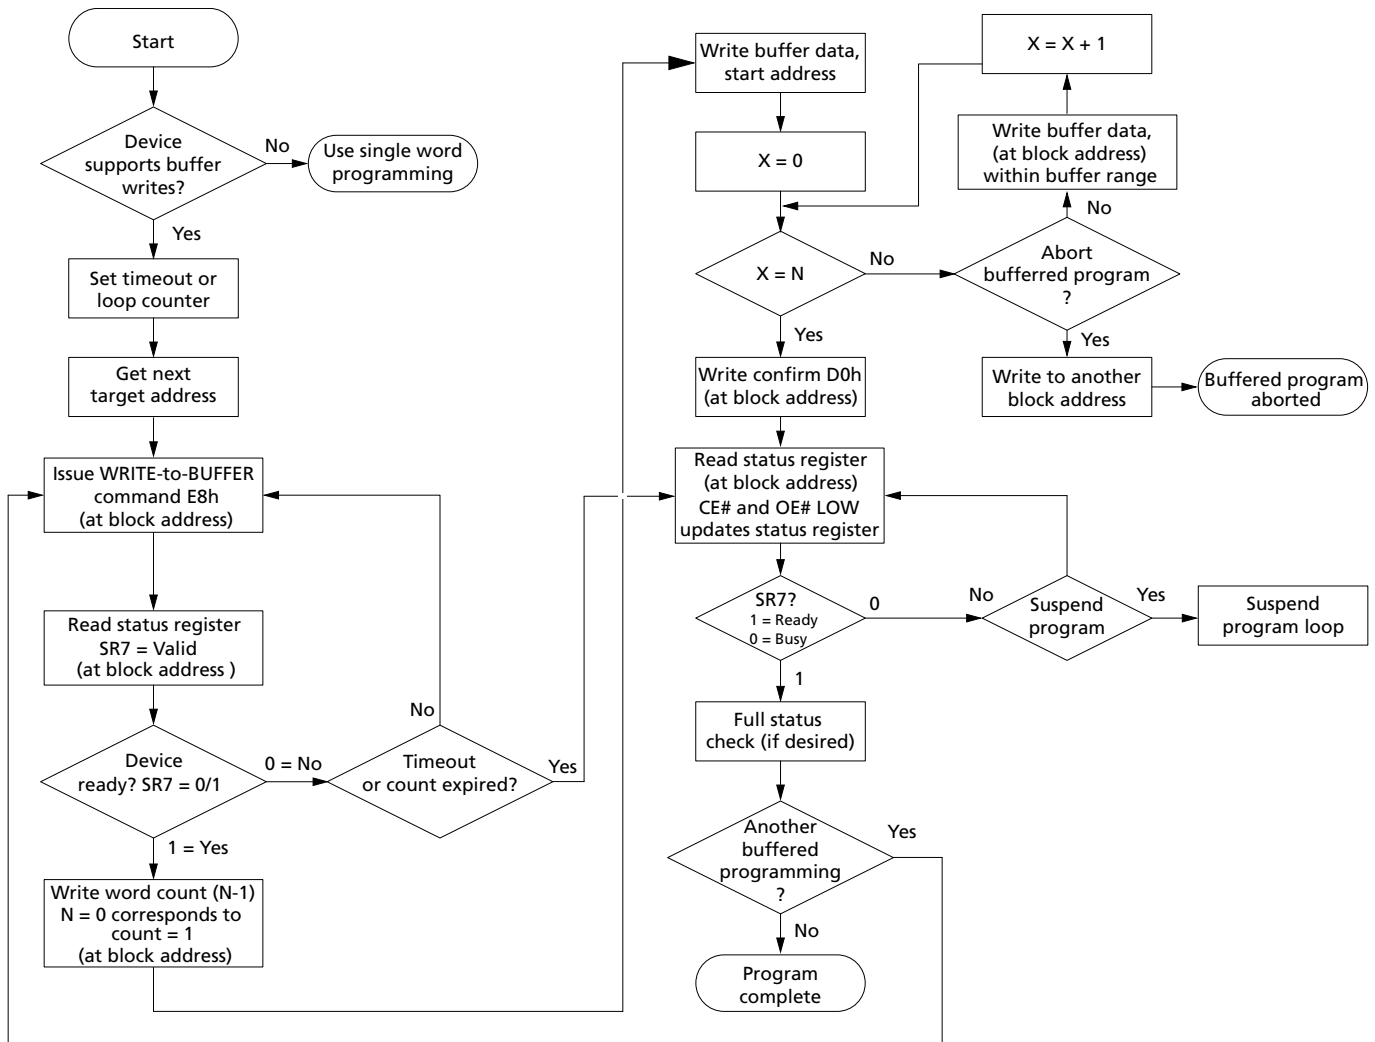 Start
Device
supports buffer
writes?
No
Use single word
programming
Yes
Set timeout or
loop counter
Get next
target address
Issue WRITE-to-BUFFER
command E8h
(at block address)
Read status register
SR7 = Valid
(at block address )
Device
ready? SR7 = 0/1
0 = No
No
Timeout
or count expired?
Yes
1 = Yes
Write word count (N-1)
N = 0 corresponds to
count = 1
(at block address)
Write buffer data,
start address
X = 0
X = N
No
Yes
X = X + 1
Write buffer data,
(at block address)
within buffer range
No
Abort
bufferred program
?
Yes
Write to another
block address
Buffered program
aborted
Write confirm D0h
(at block address)
Read status register
(at block address)
CE# and OE# LOW
updates status register
SR7?
1 = Ready
0 = Busy
0
No
Suspend
program
Yes
Suspend
program loop
1
Full status
check (if desired)
Another
buffered
programming
?
Yes
No
Program
complete